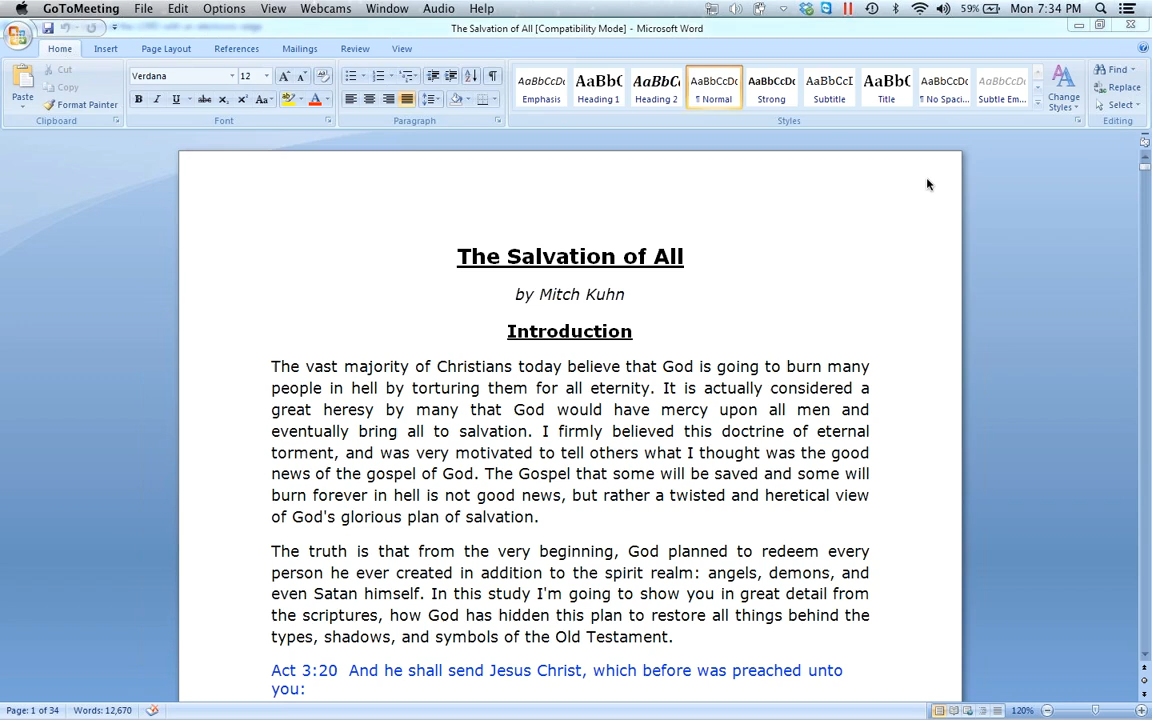 GoToMeeting File Options View Webcams Window Audio Help 59% Mon 7:34 PM
The Salvation of All [Compatibility Mode] - Microsoft Word
Home Insert Page Layout References Mailings Review View
Cut
Copy
Paste
Format Painter
Clipboard
Verdana 12
B I U abc x₂ x² Aa
Font
Paragraph
AaBbCcDc AaBbC AaBbC AaBbCcDc AaBbCcDc AaBbCcI AaBbC AaBbCcDc AaBbCcDc
Emphasis Heading 1 Heading 2 ¶ Normal Strong Subtitle Title ¶ No Spaci... Subtle Em...
Change
Styles
Styles
Find
Replace
Select
Editing
The Salvation of All
by Mitch Kuhn
Introduction
The vast majority of Christians today believe that God is going to burn many
people in hell by torturing them for all eternity. It is actually considered a
great heresy by many that God would have mercy upon all men and
eventually bring all to salvation. I firmly believed this doctrine of eternal
torment, and was very motivated to tell others what I thought was the good
news of the gospel of God. The Gospel that some will be saved and some will
burn forever in hell is not good news, but rather a twisted and heretical view
of God's glorious plan of salvation.
The truth is that from the very beginning, God planned to redeem every
person he ever created in addition to the spirit realm: angels, demons, and
even Satan himself. In this study I'm going to show you in great detail from
the scriptures, how God has hidden this plan to restore all things behind the
types, shadows, and symbols of the Old Testament.
Act 3:20 And he shall send Jesus Christ, which before was preached unto
you:
Page: 1 of 34 Words: 12,670 120%